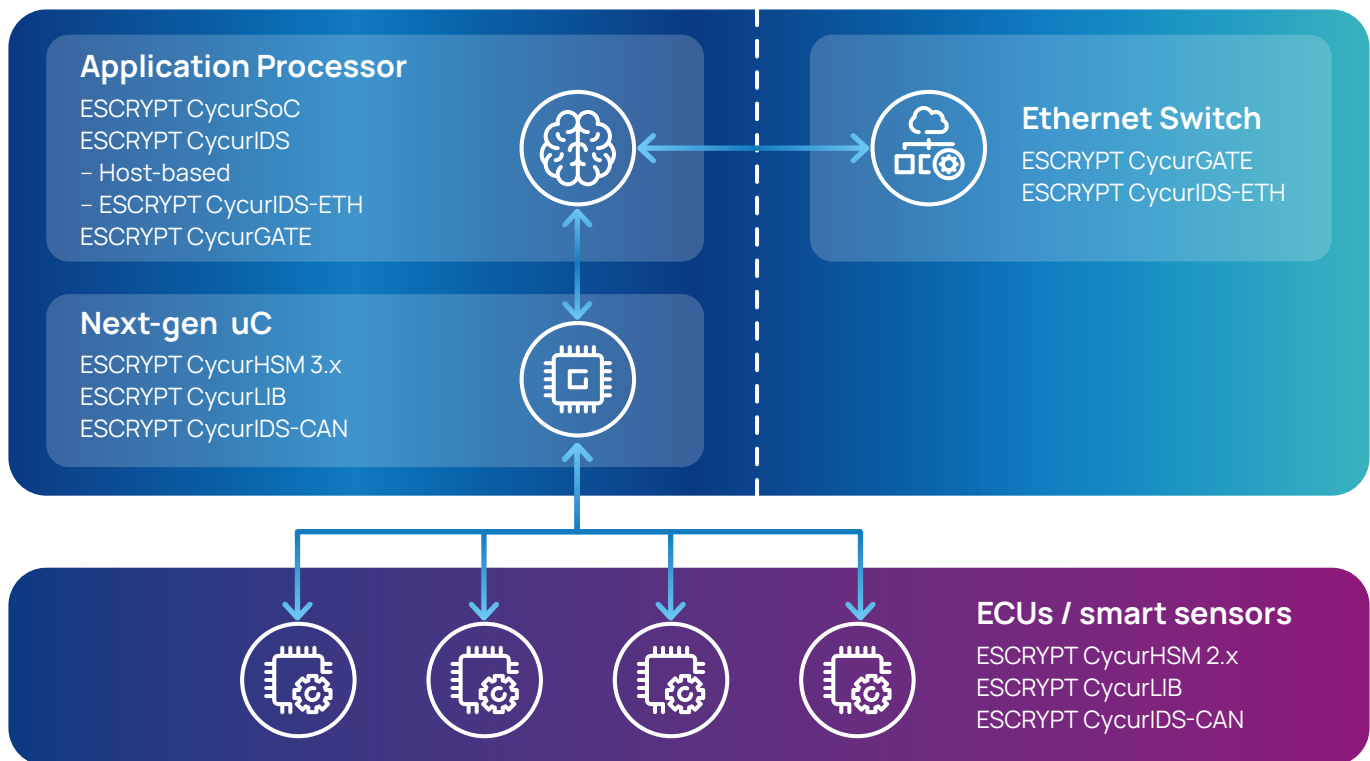 Application Processor
ESCRYPT CycurSoC
ESCRYPT CycurIDS
– Host-based
– ESCRYPT CycurIDS-ETH
ESCRYPT CycurGATE
Ethernet Switch
ESCRYPT CycurGATE
ESCRYPT CycurIDS-ETH
Next-gen uC
ESCRYPT CycurHSM 3.x
ESCRYPT CycurLIB
ESCRYPT CycurIDS-CAN
ECUs / smart sensors
ESCRYPT CycurHSM 2.x
ESCRYPT CycurLIB
ESCRYPT CycurIDS-CAN